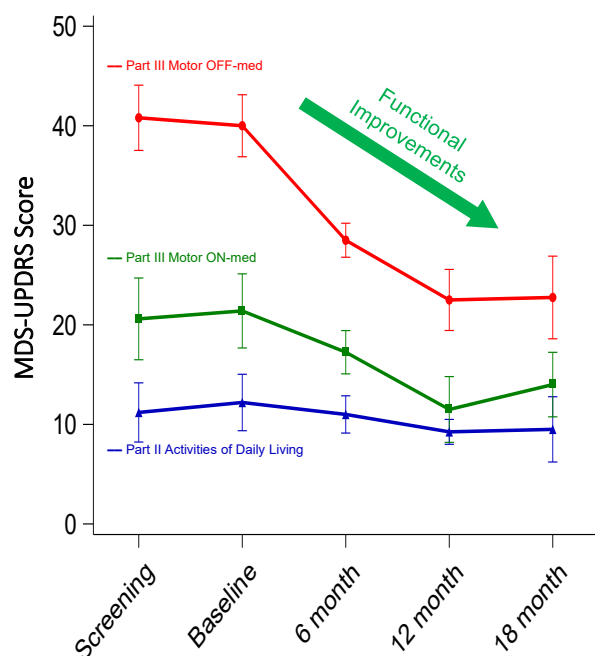 50
Part III Motor OFF-med
40
Functional
Improvements
30
Part III Motor ON-med
20
10
Part II Activities of Daily Living
0
MDS-UPDRS Score
Screening
Baseline
6 month
12 month
18 month